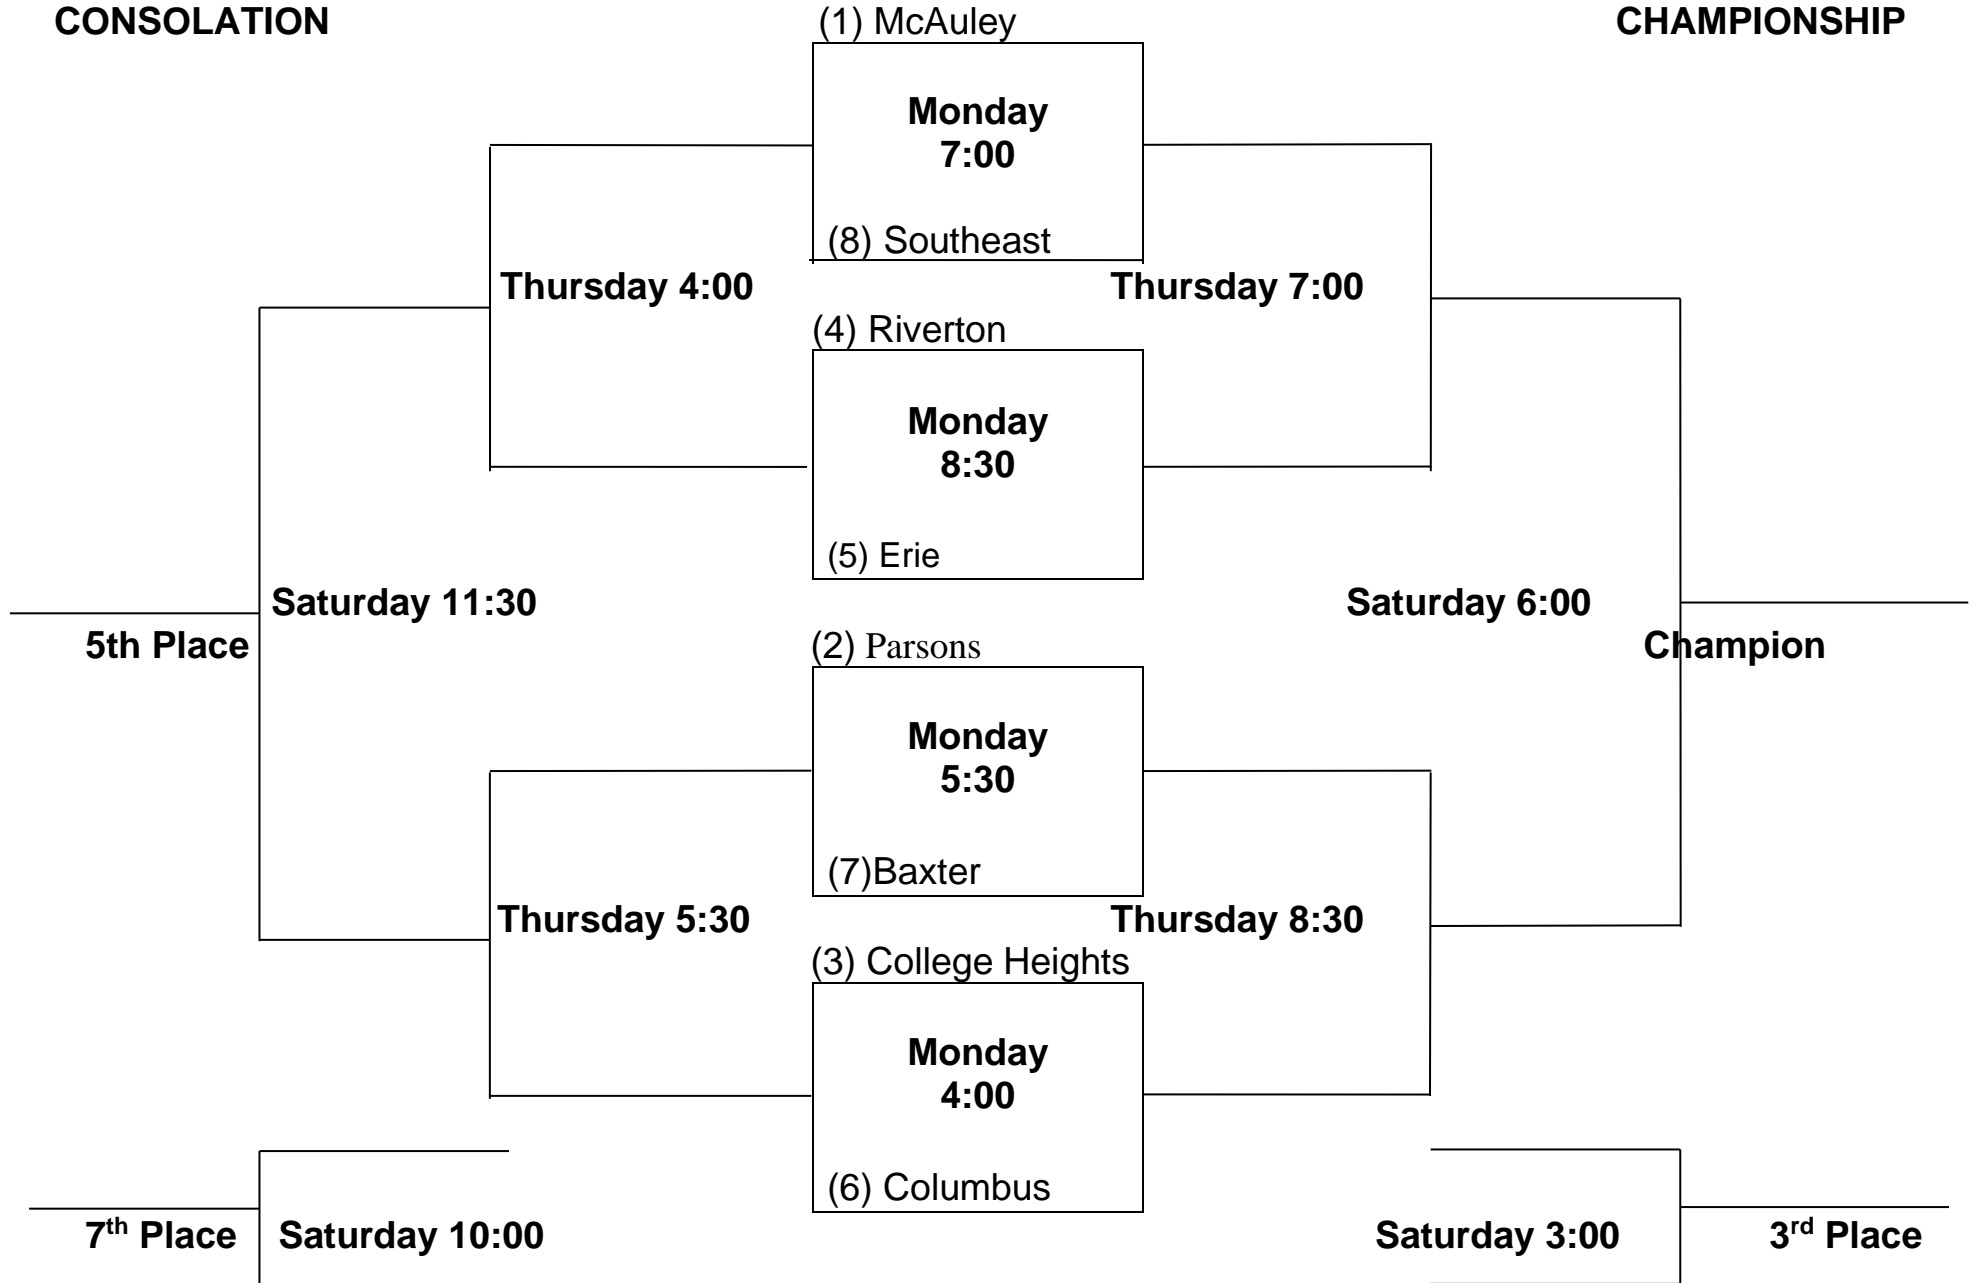 CONSOLATION
(1) McAuley
CHAMPIONSHIP
Monday
7:00
(8) Southeast
Thursday 4:00
Thursday 7:00
(4) Riverton
Monday
8:30
(5) Erie
Saturday 11:30
Saturday 6:00
5th Place
(2) Parsons
Champion
Monday
5:30
(7)Baxter
Thursday 5:30
Thursday 8:30
(3) College Heights
Monday
4:00
(6) Columbus
7th Place
Saturday 10:00
Saturday 3:00
3rd Place